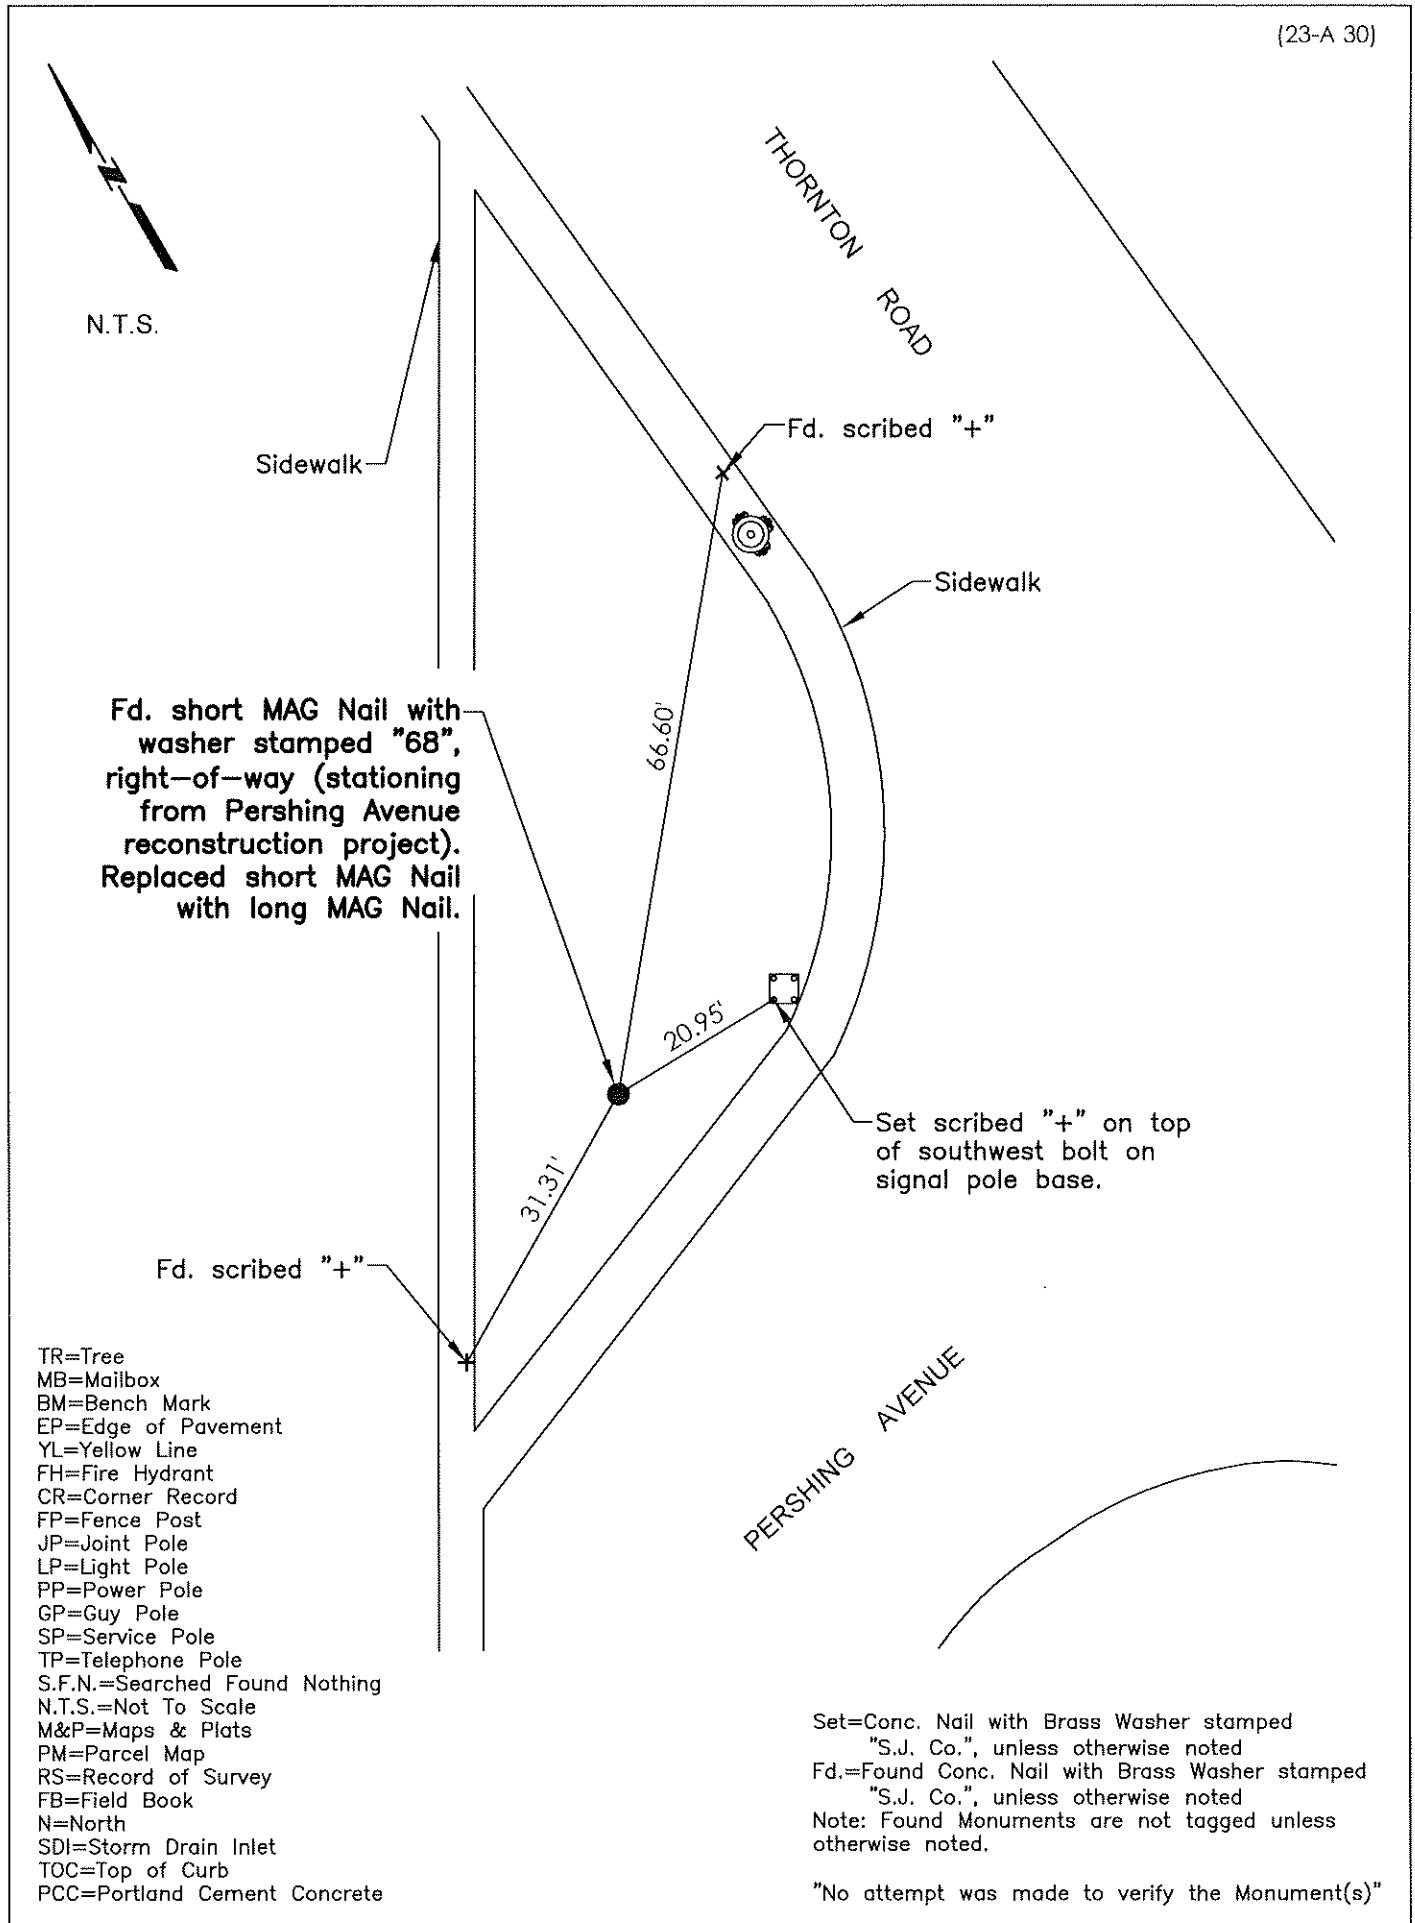 (23-A 30)
THORNTON ROAD
N
N.T.S.
Fd. scribed "+"
Sidewalk
Sidewalk
Fd. short MAG Nail with
washer stamped "68",
right-of-way (stationing
from Pershing Avenue
reconstruction project).
Replaced short MAG Nail
with long MAG Nail.
66.60'
20.95'
Set scribed "+" on top
of southwest bolt on
signal pole base.
31.31'
Fd. scribed "+"
PERSHING AVENUE
TR=Tree
MB=Mailbox
BM=Bench Mark
EP=Edge of Pavement
YL=Yellow Line
FH=Fire Hydrant
CR=Corner Record
FP=Fence Post
JP=Joint Pole
LP=Light Pole
PP=Power Pole
GP=Guy Pole
SP=Service Pole
TP=Telephone Pole
S.F.N.=Searched Found Nothing
N.T.S.=Not To Scale
M&P=Maps & Plats
PM=Parcel Map
RS=Record of Survey
FB=Field Book
N=North
SDI=Storm Drain Inlet
TOC=Top of Curb
PCC=Portland Cement Concrete
Set=Conc. Nail with Brass Washer stamped
"S.J. Co.", unless otherwise noted
Fd.=Found Conc. Nail with Brass Washer stamped
"S.J. Co.", unless otherwise noted
Note: Found Monuments are not tagged unless
otherwise noted.
"No attempt was made to verify the Monument(s)"